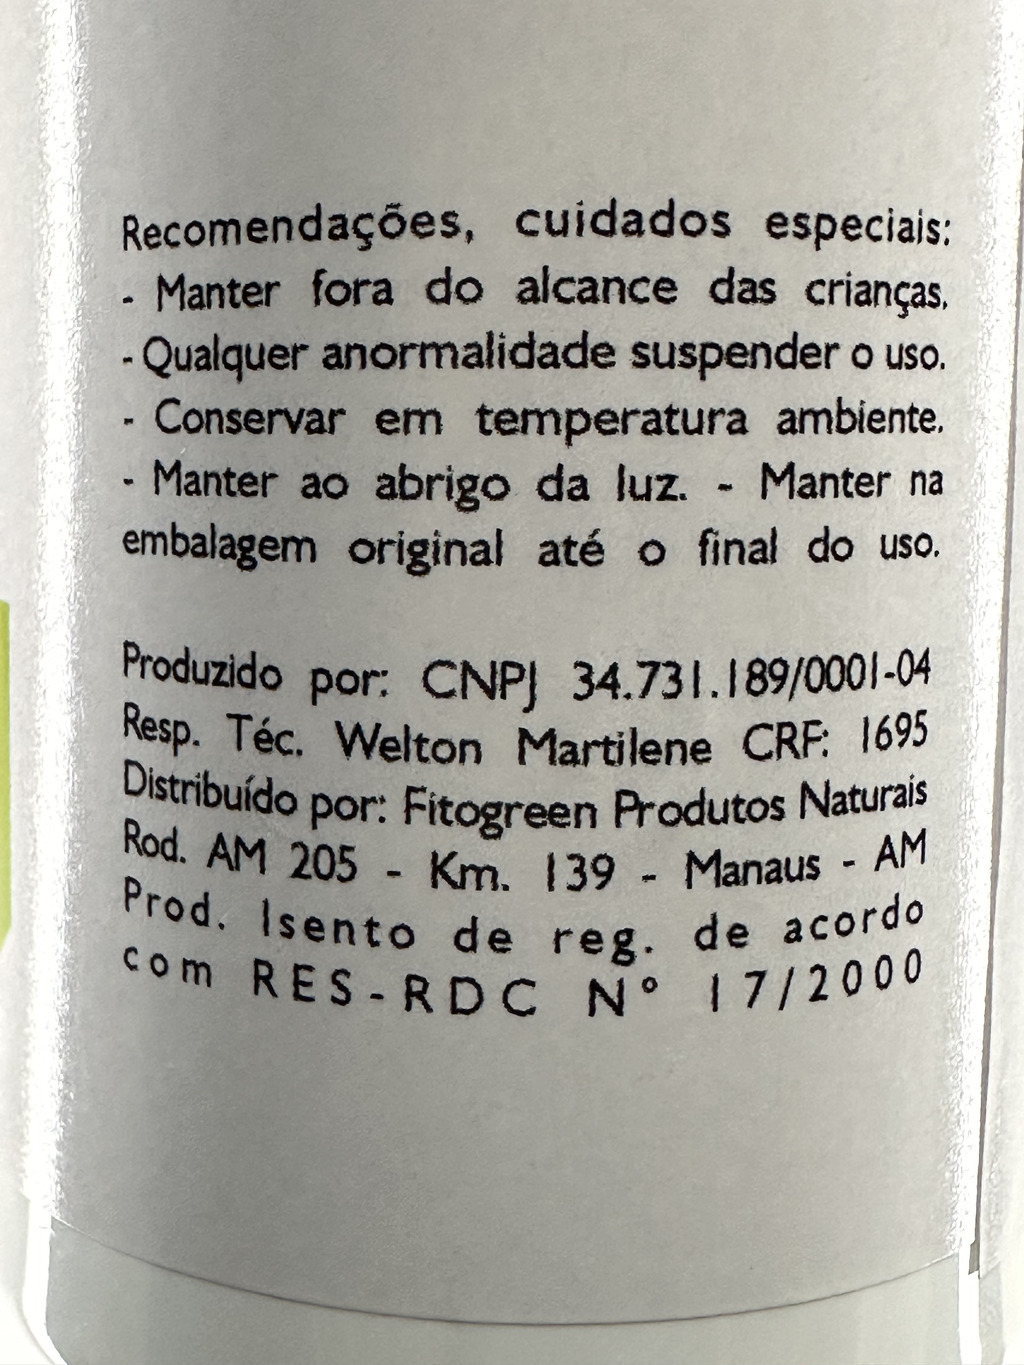 Recomendações, cuidados especiais:
- Manter fora do alcance das crianças.
- Qualquer anormalidade suspender o uso.
- Conservar em temperatura ambiente.
- Manter ao abrigo da luz. - Manter na
embalagem original até o final do uso.
Produzido por: CNPJ 34.731.189/0001-04
Resp. Téc. Welton Martilene CRF: 1695
Distribuído por: Fitogreen Produtos Naturais
Rod. AM 205 - Km. 139 - Manaus - AM
Prod. Isento de reg. de acordo
com RES-RDC Nº 17/2000